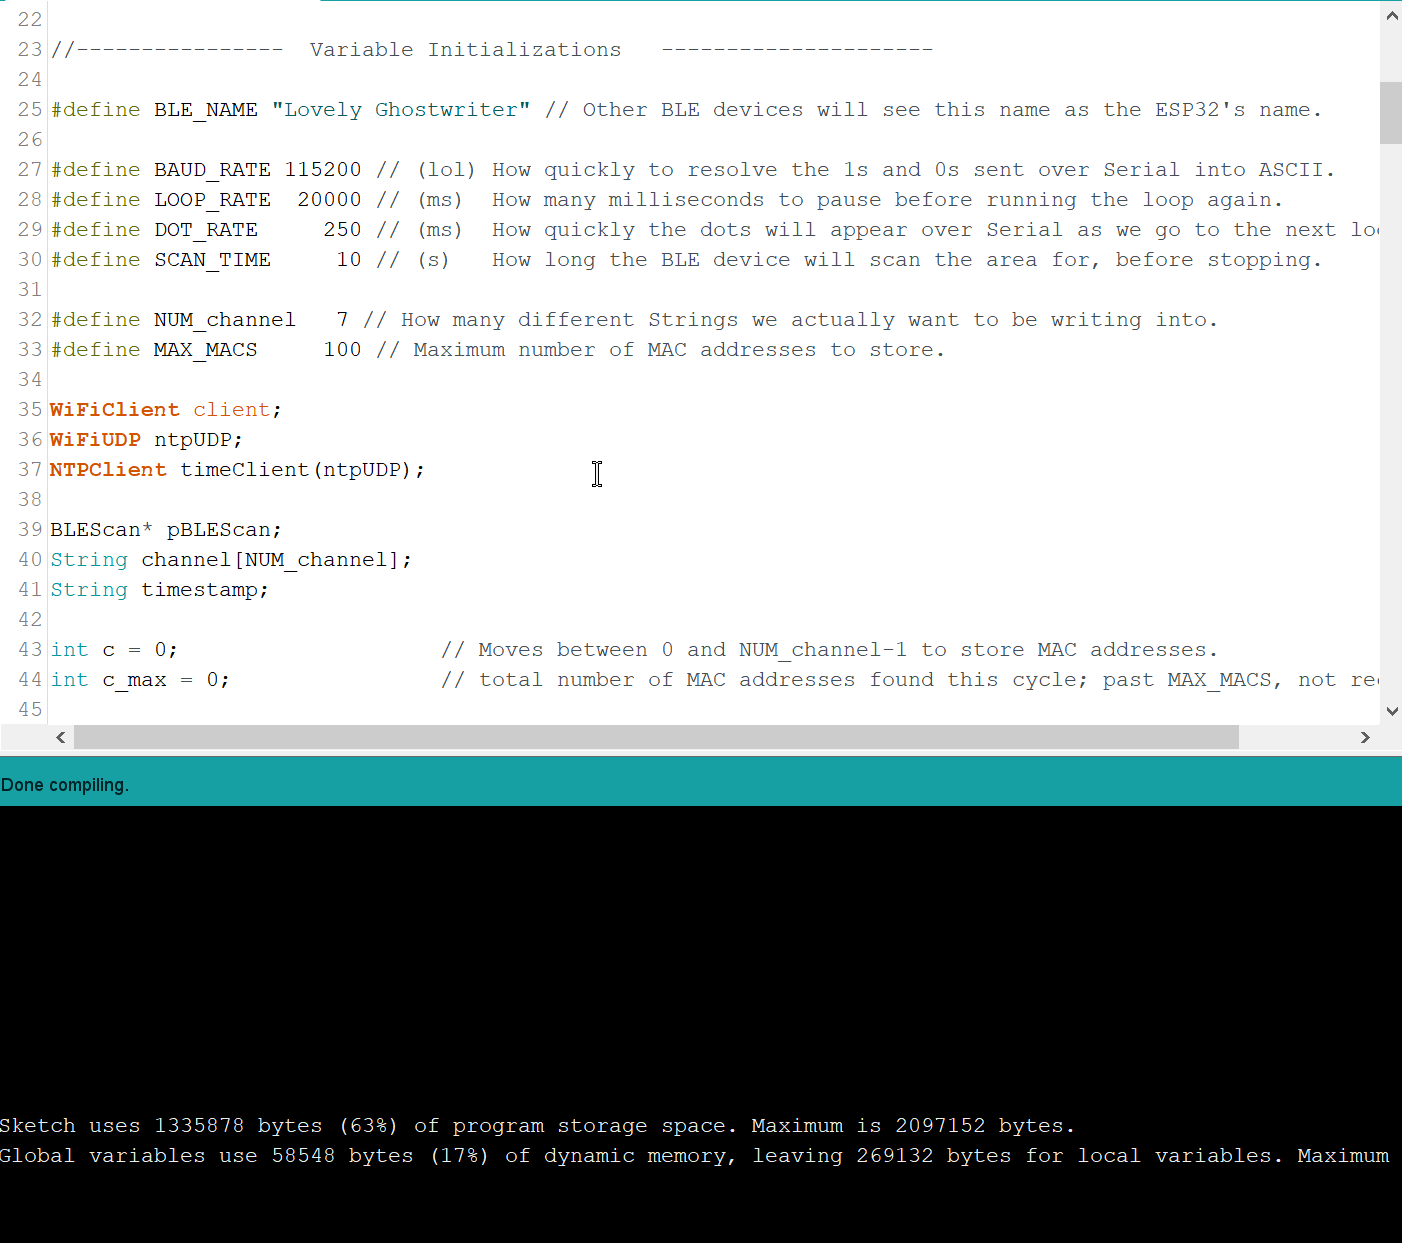 22
23 //----------------  Variable Initializations   ---------------------
24
25 #define BLE_NAME "Lovely Ghostwriter" // Other BLE devices will see this name as the ESP32's name.
26
27 #define BAUD_RATE 115200 // (lol) How quickly to resolve the 1s and 0s sent over Serial into ASCII.
28 #define LOOP_RATE  20000 // (ms)  How many milliseconds to pause before running the loop again.
29 #define DOT_RATE     250 // (ms)  How quickly the dots will appear over Serial as we go to the next
30 #define SCAN_TIME     10 // (s)   How long the BLE device will scan the area for, before stopping.
31
32 #define NUM_channel   7 // How many different Strings we actually want to be writing into.
33 #define MAX_MACS     100 // Maximum number of MAC addresses to store.
34
35 WiFiClient client;
36 WiFiUDP ntpUDP;
37 NTPClient timeClient(ntpUDP);
38
39 BLEScan* pBLEScan;
40 String channel[NUM_channel];
41 String timestamp;
42
43 int c = 0;                    // Moves between 0 and NUM_channel-1 to store MAC addresses.
44 int c_max = 0;                // total number of MAC addresses found this cycle; past MAX_MACS, not
45
Done compiling.
Sketch uses 1335878 bytes (63%) of program storage space. Maximum is 2097152 bytes.
Global variables use 58548 bytes (17%) of dynamic memory, leaving 269132 bytes for local variables. Maximum